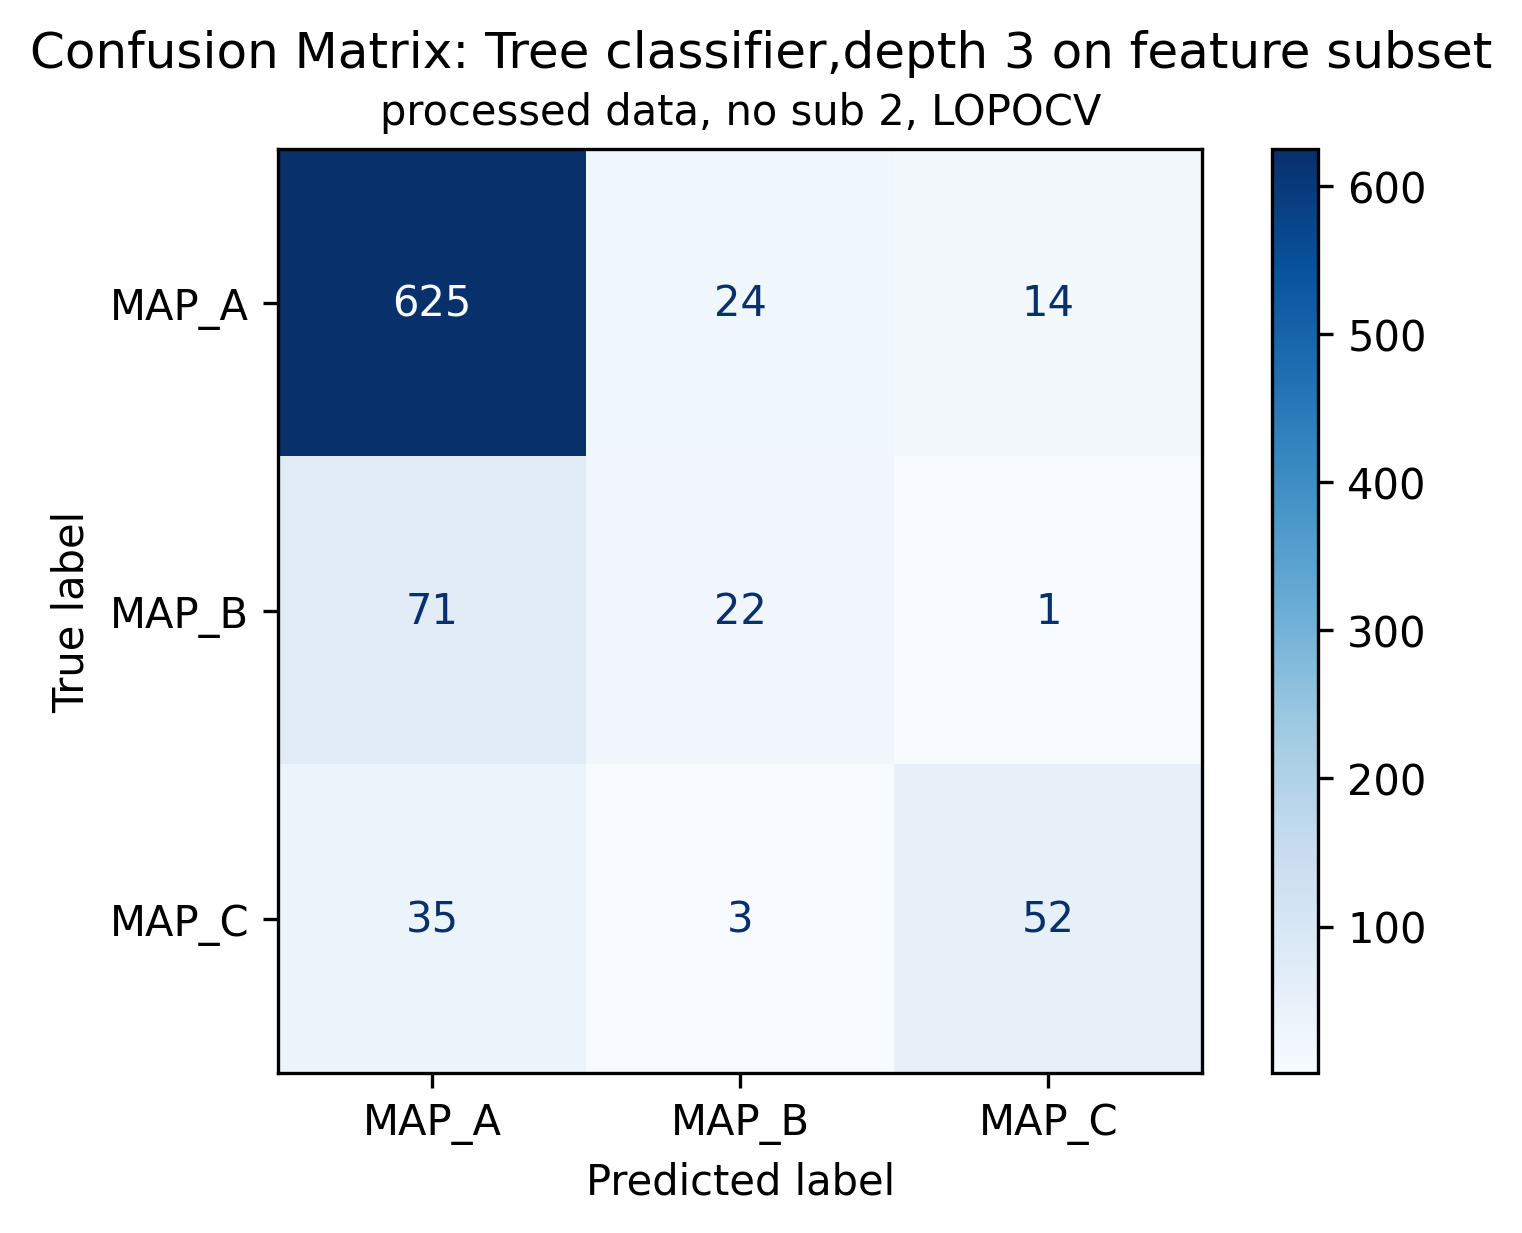 Confusion Matrix: Tree classifier,depth 3 on feature subset
processed data, no sub 2, LOPOCV
600
MAP_A 625 24 14
500
400
True label
MAP_B 71 22 1
300
200
MAP_C 35 3 52
100
MAP_A MAP_B MAP_C
Predicted label